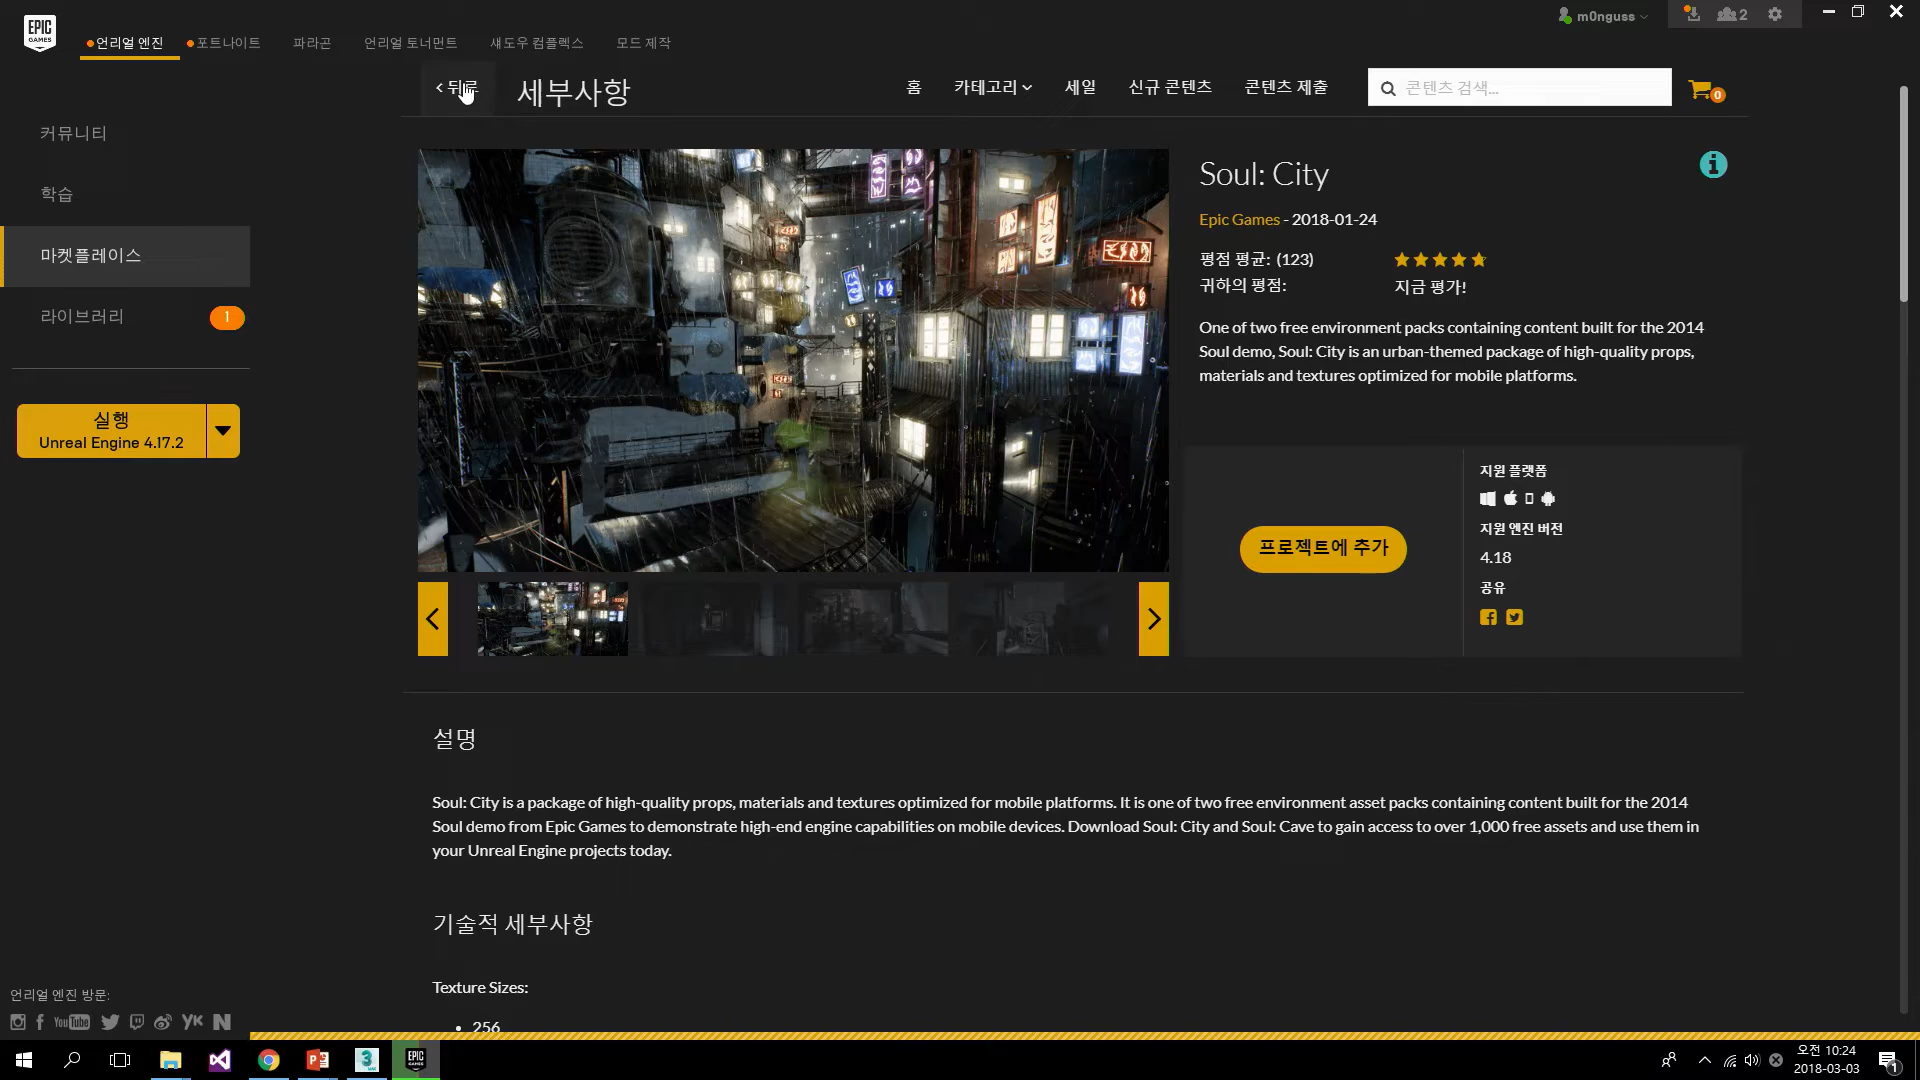 EPIC GAMES
언리얼 엔진
포트나이트
파라곤
언리얼 토너먼트
섀도우 컴플렉스
모드 제작
m0nguss
2
< 뒤로
세부사항
홈
카테고리
세일
신규 콘텐츠
콘텐츠 제출
콘텐츠 검색...
0
커뮤니티
학습
마켓플레이스
라이브러리
1
실행
Unreal Engine 4.17.2
Soul: City
Epic Games - 2018-01-24
평점 평균: (123)
귀하의 평점:
지금 평가!
One of two free environment packs containing content built for the 2014
Soul demo, Soul: City is an urban-themed package of high-quality props,
materials and textures optimized for mobile platforms.
프로젝트에 추가
지원 플랫폼
지원 엔진 버전
4.18
공유
설명
Soul: City is a package of high-quality props, materials and textures optimized for mobile platforms. It is one of two free environment asset packs containing content built for the 2014
Soul demo from Epic Games to demonstrate high-end engine capabilities on mobile devices. Download Soul: City and Soul: Cave to gain access to over 1,000 free assets and use them in
your Unreal Engine projects today.
기술적 세부사항
Texture Sizes:
• 256
언리얼 엔진 방문:
YouTube
오전 10:24
2018-03-03
1